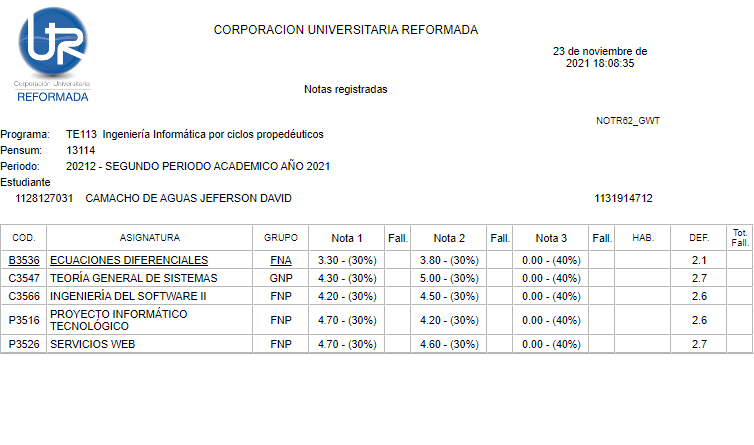 UR
Corporación Universitaria
REFORMADA
CORPORACION UNIVERSITARIA REFORMADA
23 de noviembre de
2021 18:08:35
Notas registradas
NOTR62_GWT
Programa: TE113 Ingeniería Informática por ciclos propedéuticos
Pensum: 13114
Periodo: 20212 - SEGUNDO PERIODO ACADEMICO AÑO 2021
Estudiante
1128127031 CAMACHO DE AGUAS JEFERSON DAVID 1131914712
COD. ASIGNATURA GRUPO Nota 1 Fall. Nota 2 Fall. Nota 3 Fall. HAB. DEF. Tot. Fall.
B3536 ECUACIONES DIFERENCIALES FNA 3.30 - (30%) 3.80 - (30%) 0.00 - (40%) 2.1
C3547 TEORÍA GENERAL DE SISTEMAS GNP 4.30 - (30%) 5.00 - (30%) 0.00 - (40%) 2.7
C3566 INGENIERÍA DEL SOFTWARE II FNP 4.20 - (30%) 4.50 - (30%) 0.00 - (40%) 2.6
P3516 PROYECTO INFORMÁTICO TECNOLÓGICO FNP 4.70 - (30%) 4.20 - (30%) 0.00 - (40%) 2.6
P3526 SERVICIOS WEB FNP 4.70 - (30%) 4.60 - (30%) 0.00 - (40%) 2.7